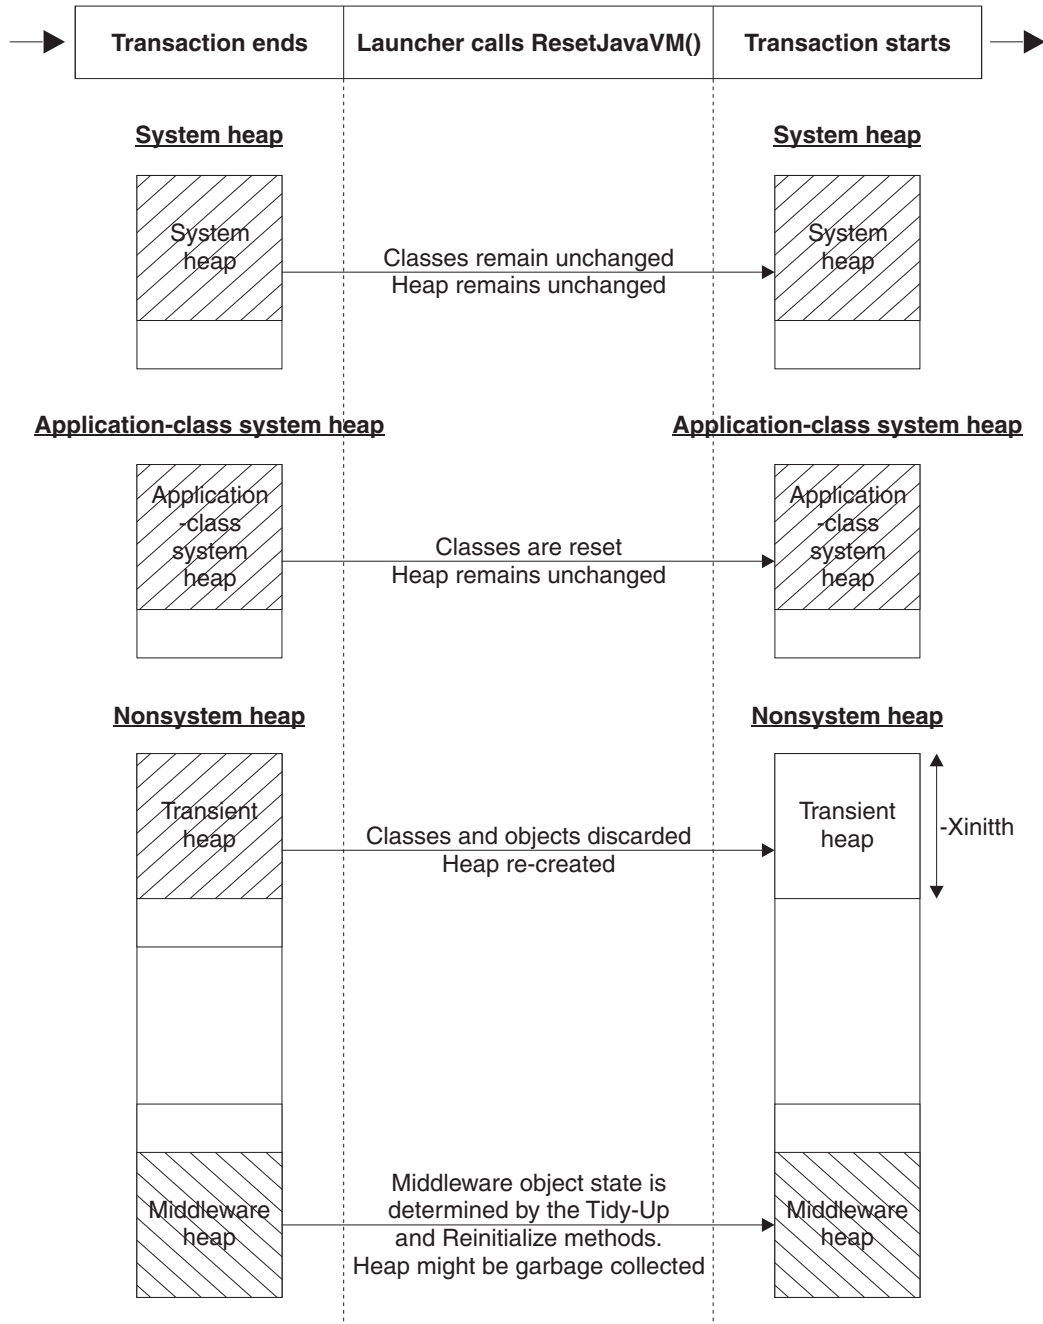 Transaction ends
Launcher calls ResetJavaVM()
Transaction starts
System heap
System heap
System
heap
Classes remain unchanged
Heap remains unchanged
System
heap
Application-class system heap
Application-class system heap
Application
-class
system
heap
Classes are reset
Heap remains unchanged
Application
-class
system
heap
Nonsystem heap
Nonsystem heap
Transient
heap
Classes and objects discarded
Heap re-created
Transient
heap
-Xinitth
Middleware
heap
Middleware object state is
determined by the Tidy-Up
and Reinitialize methods.
Heap might be garbage collected
Middleware
heap